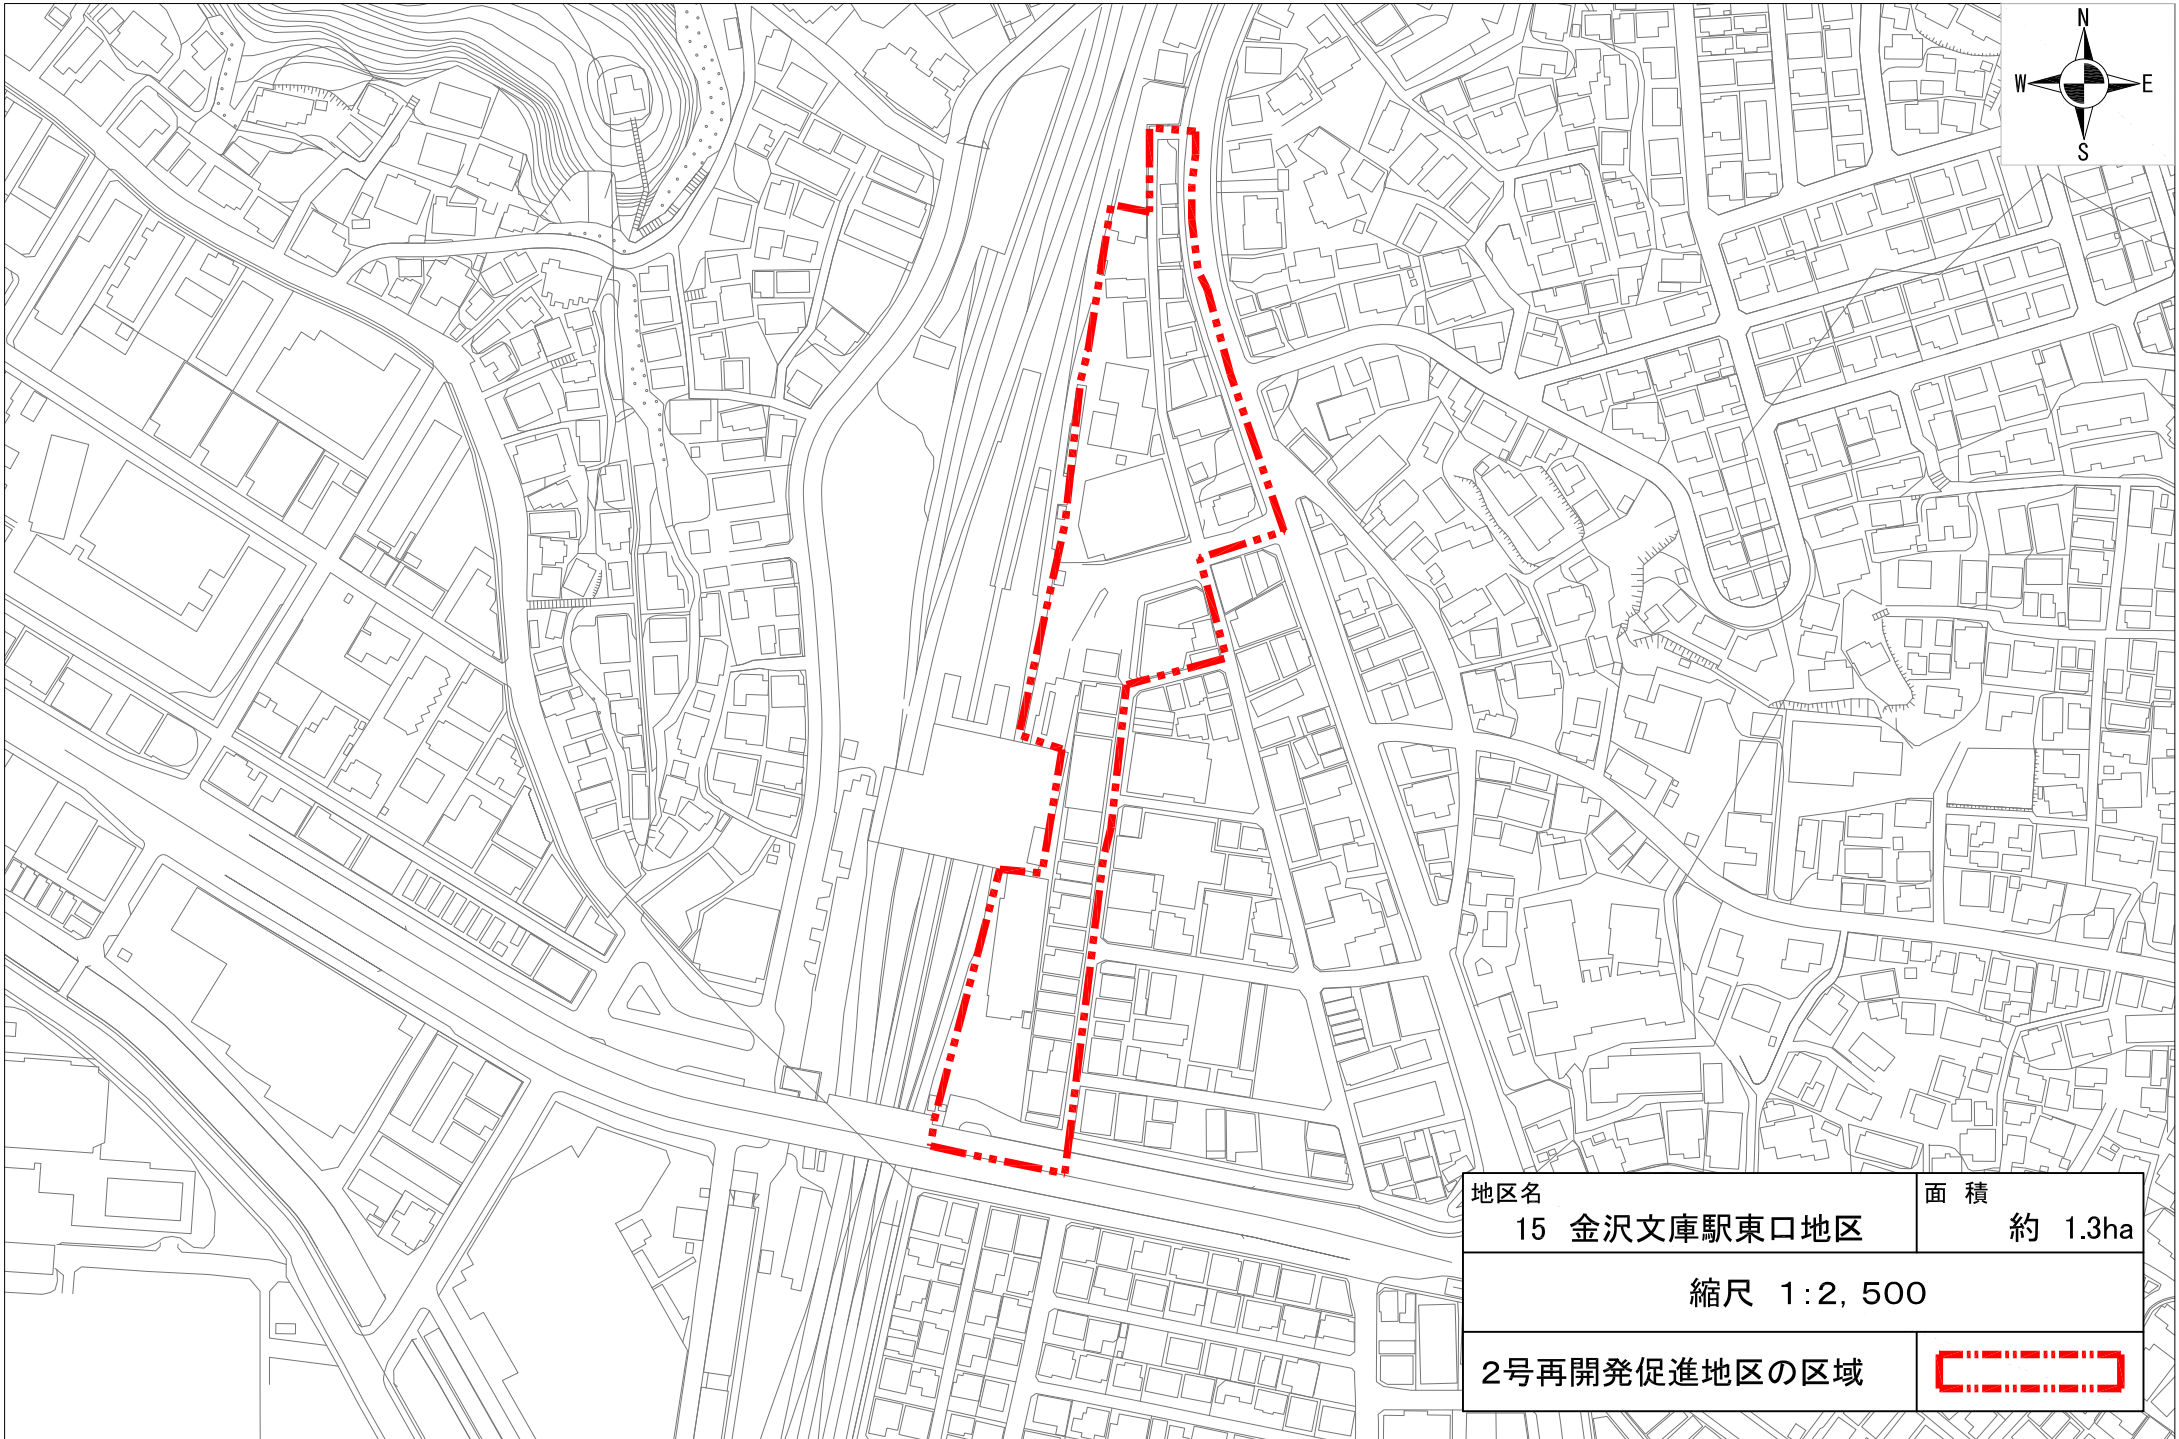 N
W E
S
地区名
15 金沢文庫駅東口地区
面 積
約 1.3ha
縮尺 1:2,500
2号再開発促進地区の区域